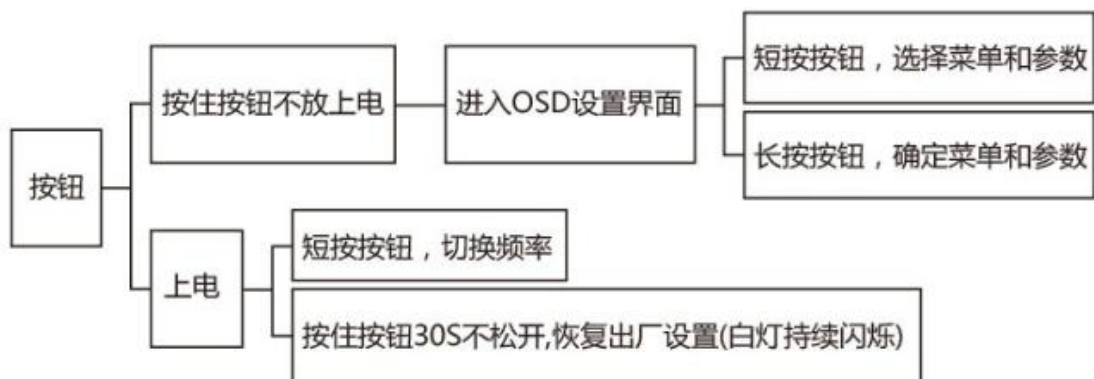 按钮
按住按钮不放上电
进入OSD设置界面
短按按钮，选择菜单和参数
长按按钮，确定菜单和参数
上电
短按按钮，切换频率
按住按钮30S不松开,恢复出厂设置(白灯持续闪烁)